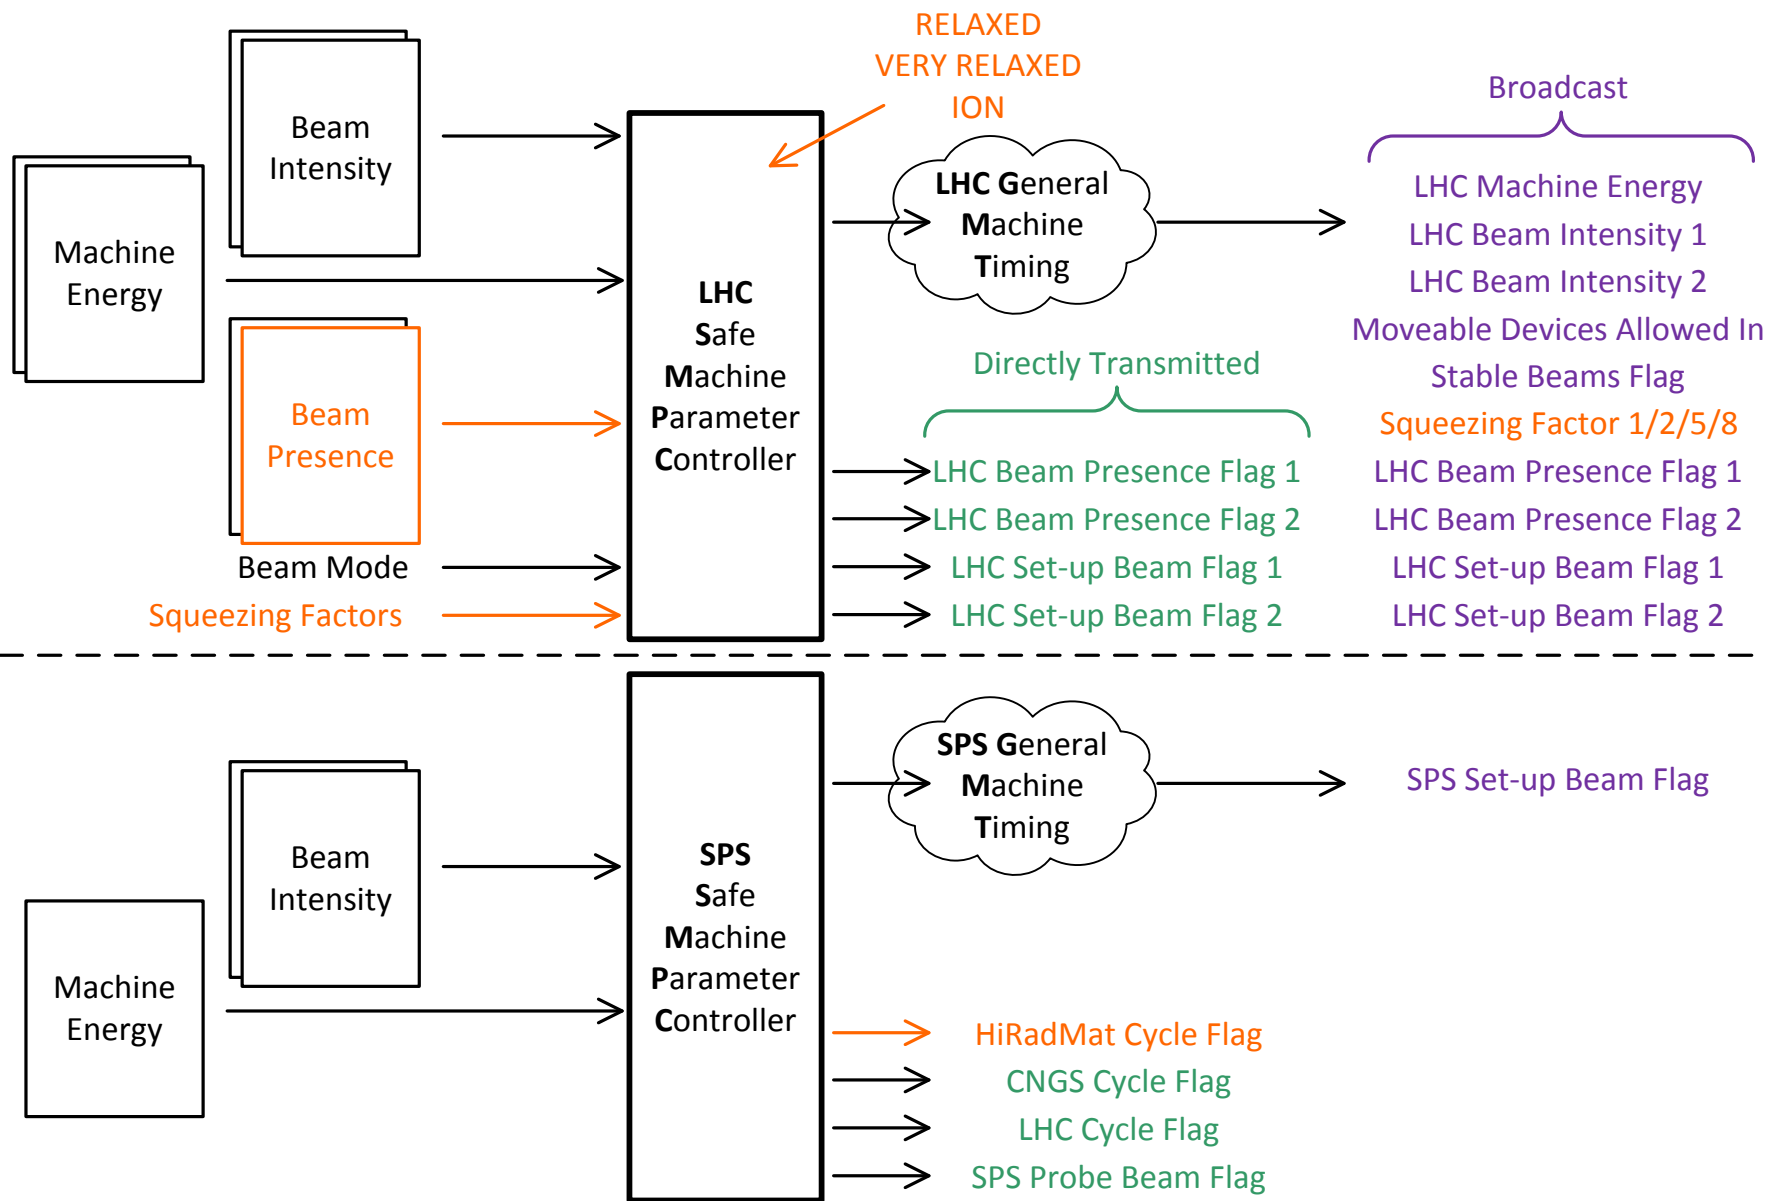 RELAXED
VERY RELAXED
ION
Beam
Intensity
Machine
Energy
Beam
Presence
Beam Mode
Squeezing Factors
LHC
Safe
Machine
Parameter
Controller
LHC General
Machine
Timing
Directly Transmitted
LHC Beam Presence Flag 1
LHC Beam Presence Flag 2
LHC Set-up Beam Flag 1
LHC Set-up Beam Flag 2
Broadcast
LHC Machine Energy
LHC Beam Intensity 1
LHC Beam Intensity 2
Moveable Devices Allowed In
Stable Beams Flag
Squeezing Factor 1/2/5/8
LHC Beam Presence Flag 1
LHC Beam Presence Flag 2
LHC Set-up Beam Flag 1
LHC Set-up Beam Flag 2
Beam
Intensity
Machine
Energy
SPS
Safe
Machine
Parameter
Controller
SPS General
Machine
Timing
SPS Set-up Beam Flag
HiRadMat Cycle Flag
CNGS Cycle Flag
LHC Cycle Flag
SPS Probe Beam Flag